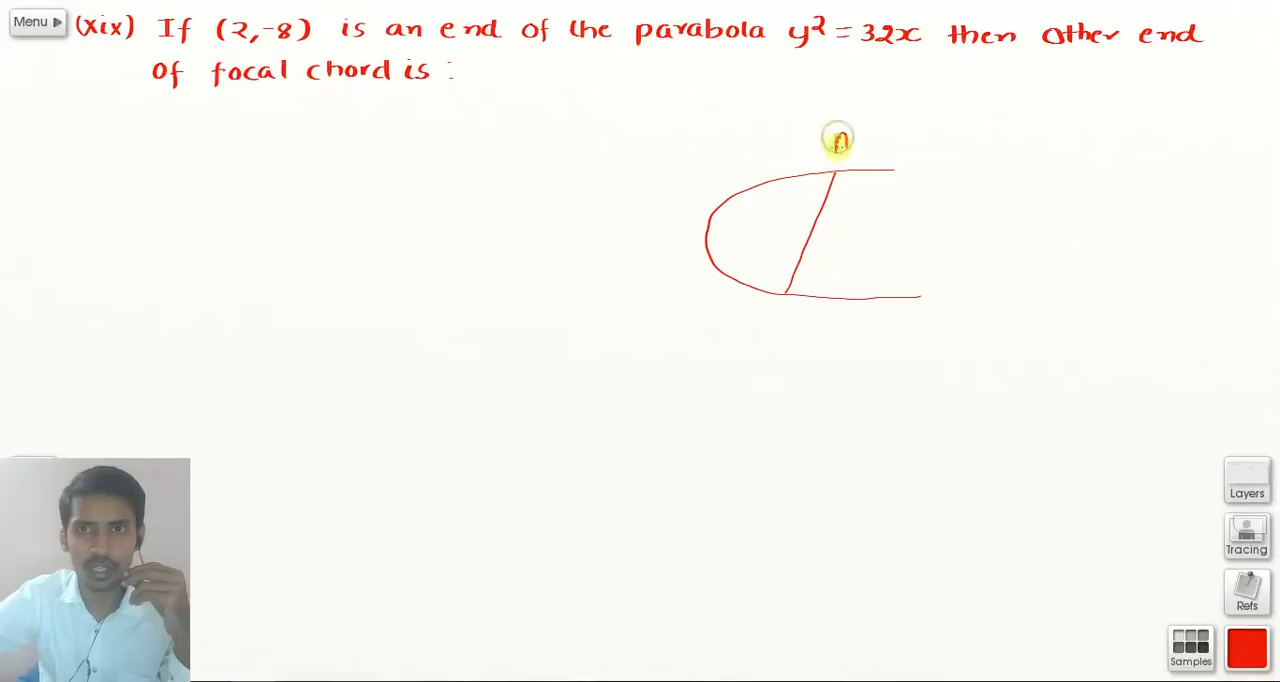 Menu
(xix) If (2,-8) is an end of the parabola y² = 32x then other end
of focal chord is :
Layers
Tracing
Refs
Samples